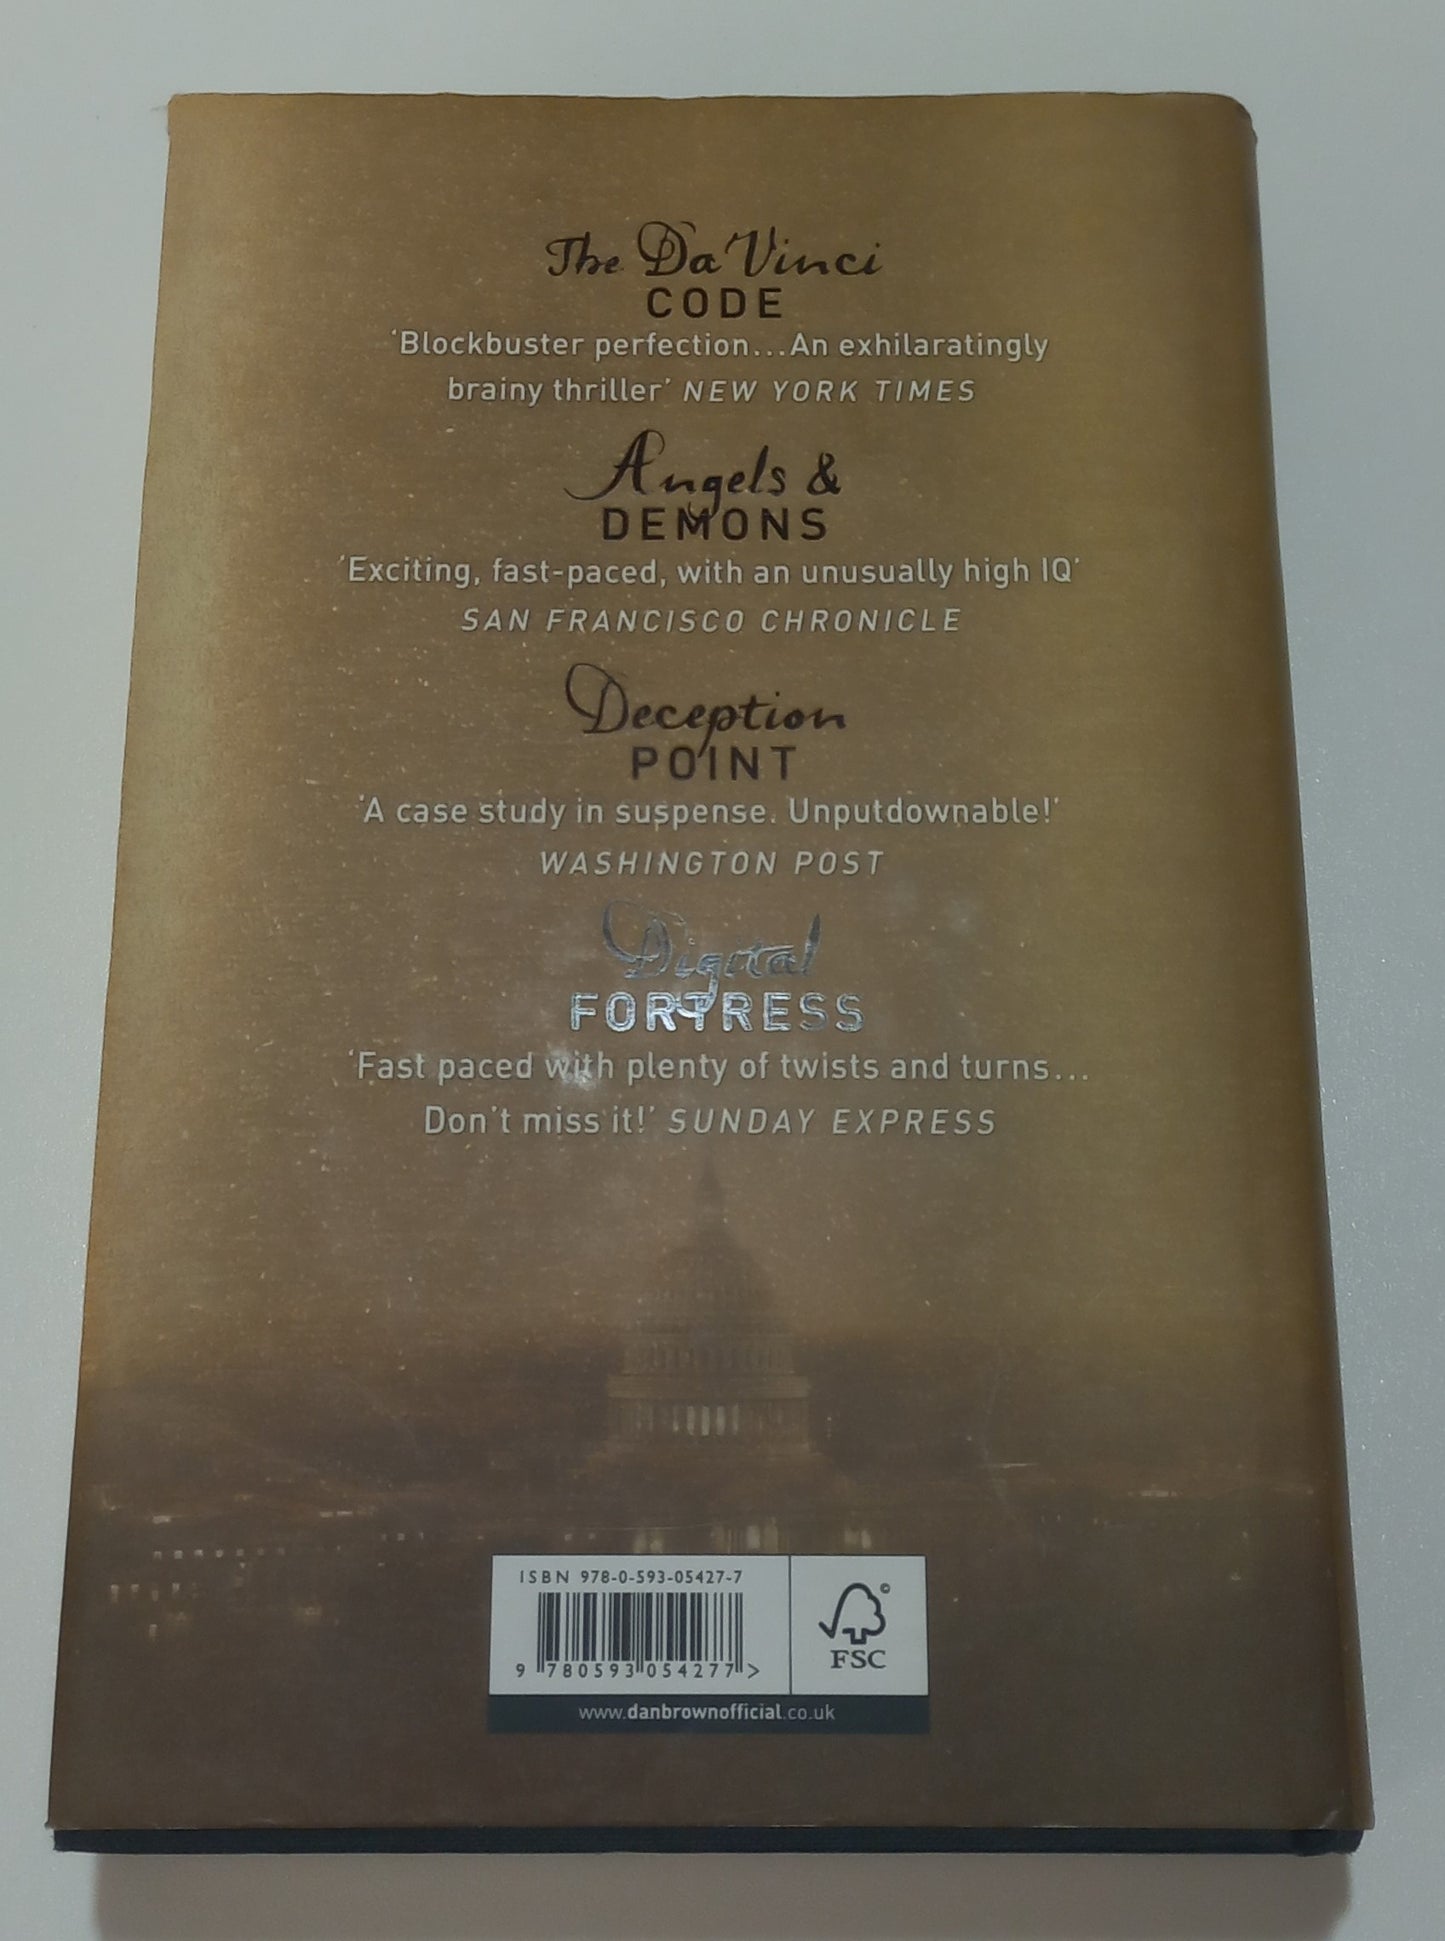 The Da Vinci
CODE
‘Blockbuster perfection...An exhilaratingly
brainy thriller’ NEW YORK TIMES
Angels &
DEMONS
‘Exciting, fast-paced, with an unusually high IQ’
SAN FRANCISCO CHRONICLE
Deception
POINT
‘A case study in suspense. Unputdownable!’
WASHINGTON POST
Digital
FORTRESS
‘Fast paced with plenty of twists and turns...
Don’t miss it!’ SUNDAY EXPRESS
ISBN 978-0-593-05427-7
9 780593 054277 >
©
FSC
www.danbrownofficial.co.uk